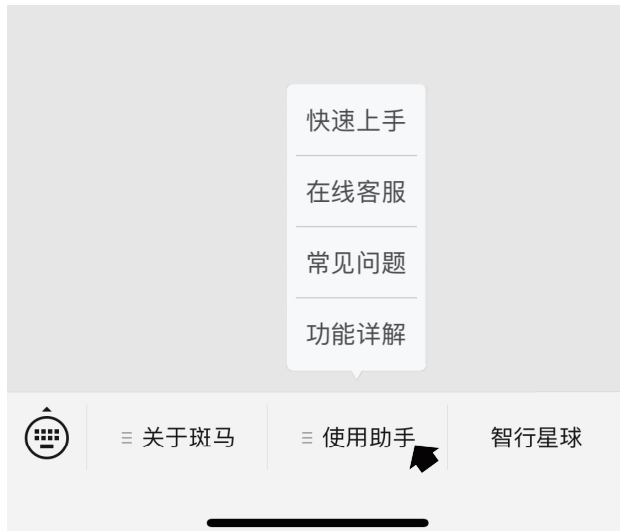 快速上手
在线客服
常见问题
功能详解
关于斑马
使用助手
智行星球